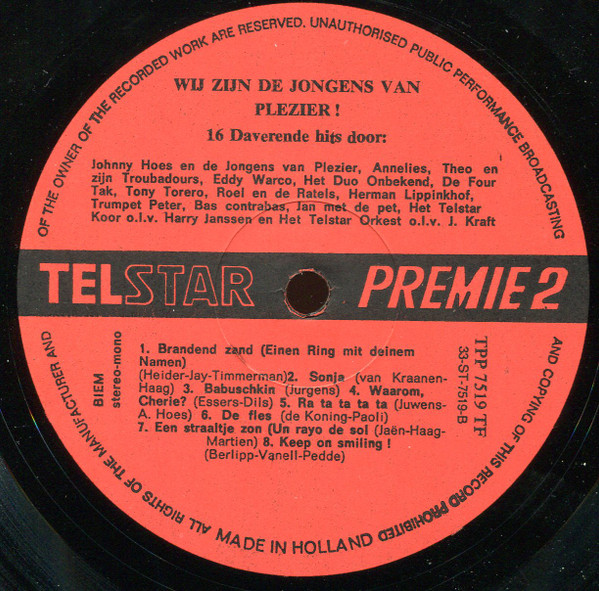 ALL RIGHTS OF THE MANUFACTURER AND OF THE OWNER OF THE RECORDED WORK ARE RESERVED. UNAUTHORISED PUBLIC PERFORMANCE BROADCASTING AND COPYING OF THIS RECORD PROHIBITED
WIJ ZIJN DE JONGENS VAN
PLEZIER !
16 Daverende hits door:
Johnny Hoes en de Jongens van Plezier, Annelies, Theo en
zijn Troubadours, Eddy Warco, Het Duo Onbekend, De Four
Tak, Tony Torero, Roel en de Ratels, Herman Lippinkhof,
Trumpet Peter, Bas contrabas, Jan met de pet, Het Telstar
Koor o.l.v. Harry Janssen en Het Telstar Orkest o.l.v. J. Kraft
TELSTAR PREMIE 2
BIEM
stereo-mono
1. Brandend zand (Einen Ring mit deinem
Namen)
(Heider-Jay-Timmerman)2. Sonja (van Kraanen-
Haag) 3. Babuschkin (Jurgens) 4. Waarom,
Cherie? (Essers-Dils) 5. Ra ta ta ta ta (Juwens-
A. Hoes) 6. De fles (de Koning-Paoli)
7. Een straaltje zon (Un rayo de sol (Jaën-Haag-
Martien) 8. Keep on smiling !
(Berlipp-Vanell-Pedde)
TPP 7519 TF
33-ST-7519-B
MADE IN HOLLAND